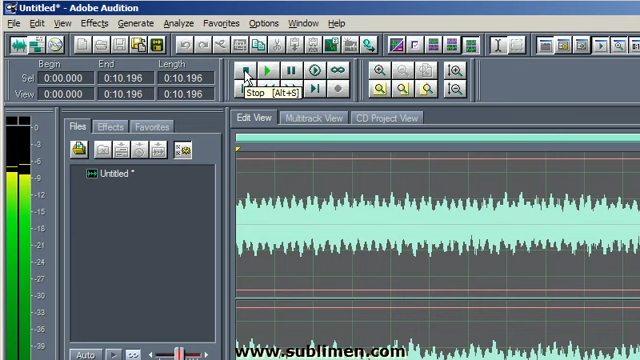 Untitled* - Adobe Audition
File Edit View Effects Generate Analyze Favorites Options Window Help
Begin End Length
Sel 0:00.000 0:10.196 0:10.196
View 0:00.000 0:10.196 0:10.196
Stop [Alt+S]
Files Effects Favorites
Edit View Multitrack View CD Project View
Untitled *
0
-3
-6
-9
-12
-15
-18
-21
-24
-27
-30
-33
-36
-39
Auto
www.sublimen.com